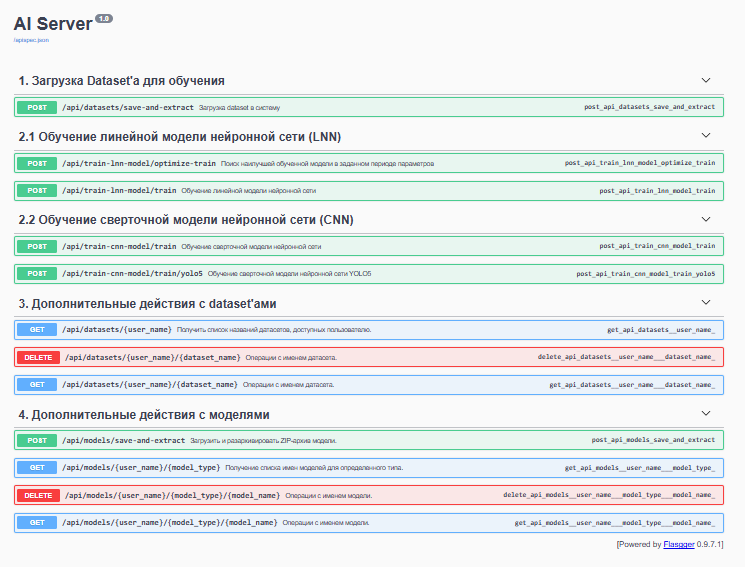 AI Server 1.0
/apispec.json
1. Загрузка Dataset'а для обучения
POST /api/datasets/save-and-extract Загрузка dataset в систему post_api_datasets_save_and_extract
2.1 Обучение линейной модели нейронной сети (LNN)
POST /api/train-lnn-model/optimize-train Поиск наилучшей обученной модели в заданном периоде параметров post_api_train_lnn_model_optimize_train
POST /api/train-lnn-model/train Обучение линейной модели нейронной сети post_api_train_lnn_model_train
2.2 Обучение сверточной модели нейронной сети (CNN)
POST /api/train-cnn-model/train Обучение сверточной модели нейронной сети post_api_train_cnn_model_train
POST /api/train-cnn-model/train/yolo5 Обучение сверточной модели нейронной сети YOLO5 post_api_train_cnn_model_train_yolo5
3. Дополнительные действия с dataset'ами
GET /api/datasets/{user_name} Получить список названий датасетов, доступных пользователю. get_api_datasets__user_name_
DELETE /api/datasets/{user_name}/{dataset_name} Операции с именем датасета. delete_api_datasets__user_name___dataset_name_
GET /api/datasets/{user_name}/{dataset_name} Операции с именем датасета. get_api_datasets__user_name___dataset_name_
4. Дополнительные действия с моделями
POST /api/models/save-and-extract Загрузить и разархивировать ZIP-архив модели. post_api_models_save_and_extract
GET /api/models/{user_name}/{model_type} Получение списка имен моделей для определенного типа. get_api_models__user_name___model_type_
DELETE /api/models/{user_name}/{model_type}/{model_name} Операции с именем модели. delete_api_models__user_name___model_type___model_name_
GET /api/models/{user_name}/{model_type}/{model_name} Операции с именем модели. get_api_models__user_name___model_type___model_name_
[Powered by Flasgger 0.9.7.1]